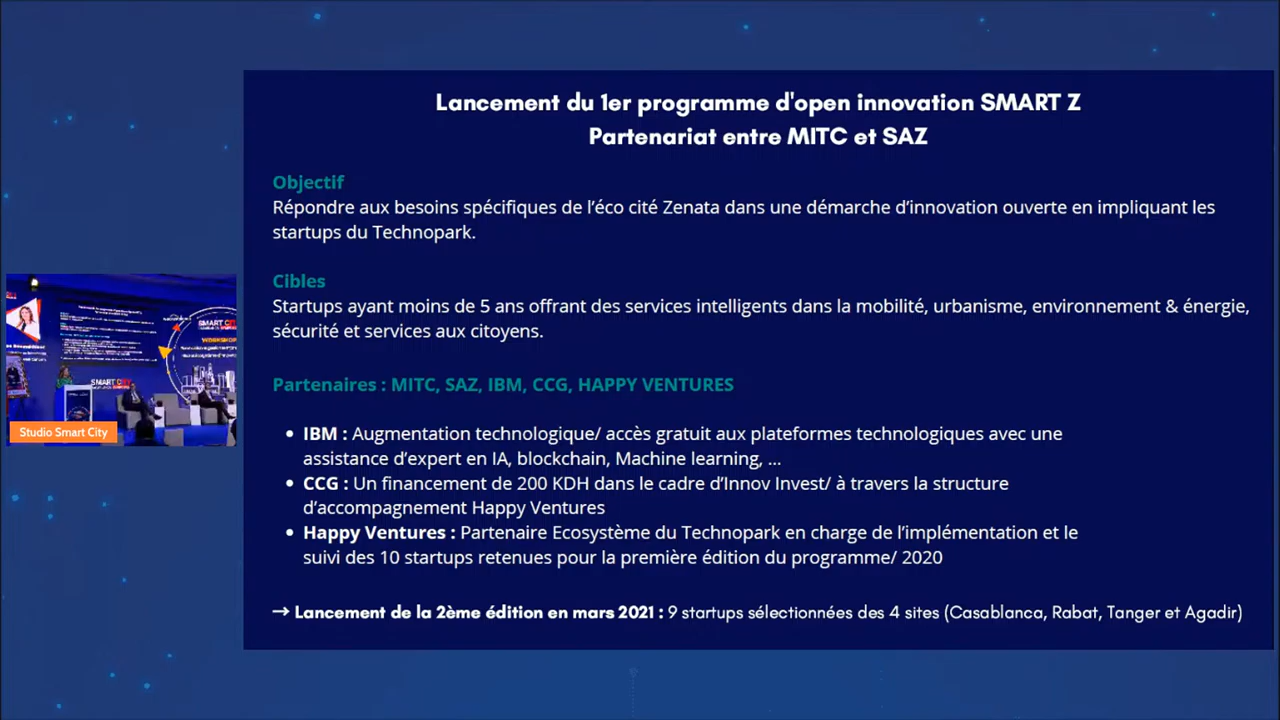 Lancement du 1er programme d'open innovation SMART Z
Partenariat entre MITC et SAZ
Objectif
Répondre aux besoins spécifiques de l’éco cité Zenata dans une démarche d’innovation ouverte en impliquant les
startups du Technopark.
Cibles
Startups ayant moins de 5 ans offrant des services intelligents dans la mobilité, urbanisme, environnement & énergie,
sécurité et services aux citoyens.
Partenaires : MITC, SAZ, IBM, CCG, HAPPY VENTURES
• IBM : Augmentation technologique/ accès gratuit aux plateformes technologiques avec une
assistance d’expert en IA, blockchain, Machine learning, ...
• CCG : Un financement de 200 KDH dans le cadre d’Innov Invest/ à travers la structure
d’accompagnement Happy Ventures
• Happy Ventures : Partenaire Ecosystème du Technopark en charge de l’implémentation et le
suivi des 10 startups retenues pour la première édition du programme/ 2020
→ Lancement de la 2ème édition en mars 2021 : 9 startups sélectionnées des 4 sites (Casablanca, Rabat, Tanger et Agadir)
SMART CITY
Studio Smart City